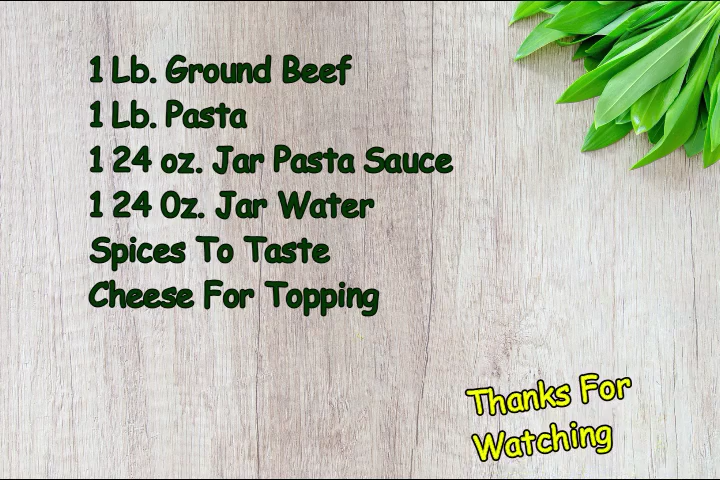 1 Lb. Ground Beef
1 Lb. Pasta
1 24 oz. Jar Pasta Sauce
1 24 Oz. Jar Water
Spices To Taste
Cheese For Topping
Thanks For
Watching